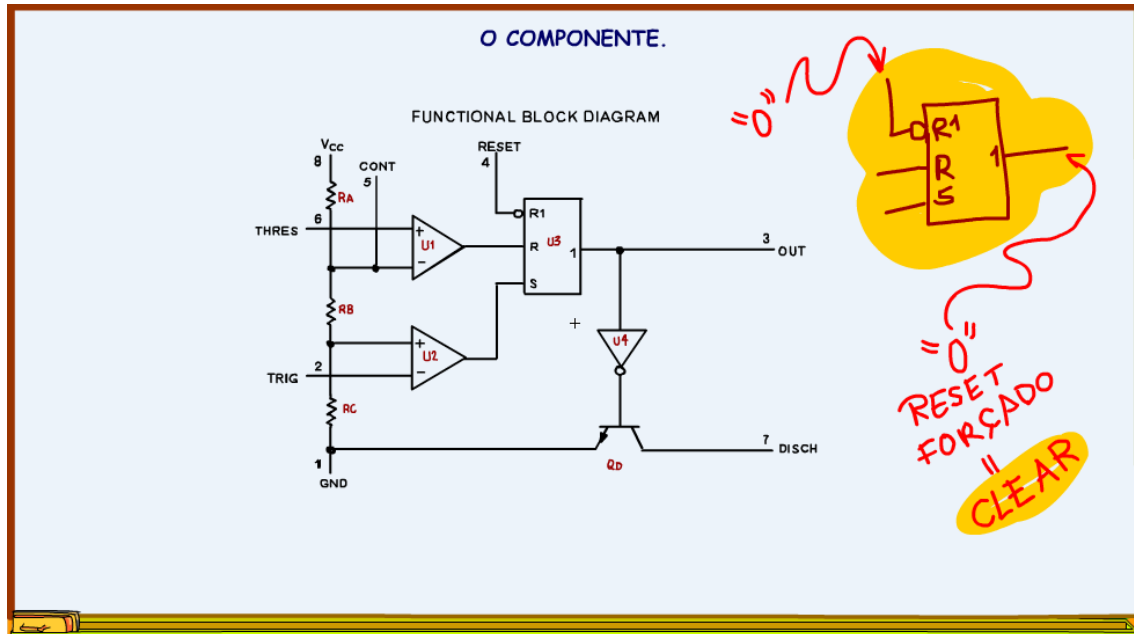 O COMPONENTE.
FUNCTIONAL BLOCK DIAGRAM
VCC
8
CONT
5
RESET
4
RA
THRES
6
+
U1
-
R1
R
U3
1
S
3
OUT
RB
+
U2
-
2
TRIG
U4
RC
1
GND
QD
7
DISCH
"0"
R1
R
1
S
"0"
RESET
FORÇADO
=
CLEAR